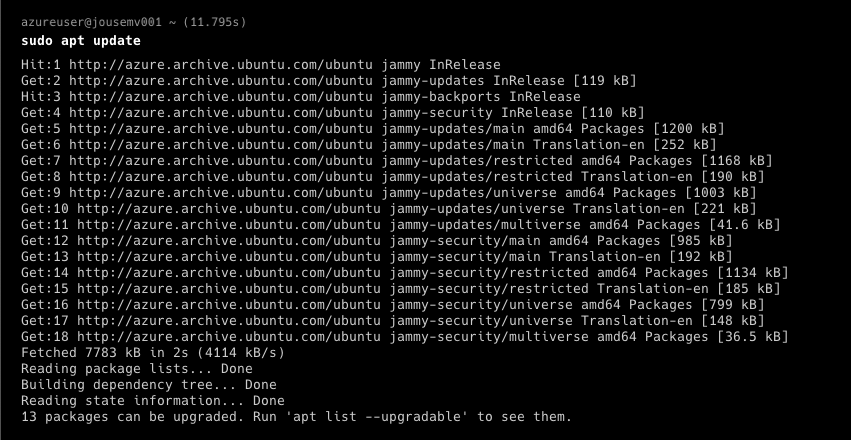 azureuser@jousemv001 ~ (11.795s)
sudo apt update
Hit:1 http://azure.archive.ubuntu.com/ubuntu jammy InRelease
Get:2 http://azure.archive.ubuntu.com/ubuntu jammy-updates InRelease [119 kB]
Hit:3 http://azure.archive.ubuntu.com/ubuntu jammy-backports InRelease
Get:4 http://azure.archive.ubuntu.com/ubuntu jammy-security InRelease [110 kB]
Get:5 http://azure.archive.ubuntu.com/ubuntu jammy-updates/main amd64 Packages [1200 kB]
Get:6 http://azure.archive.ubuntu.com/ubuntu jammy-updates/main Translation-en [252 kB]
Get:7 http://azure.archive.ubuntu.com/ubuntu jammy-updates/restricted amd64 Packages [1168 kB]
Get:8 http://azure.archive.ubuntu.com/ubuntu jammy-updates/restricted Translation-en [190 kB]
Get:9 http://azure.archive.ubuntu.com/ubuntu jammy-updates/universe amd64 Packages [1003 kB]
Get:10 http://azure.archive.ubuntu.com/ubuntu jammy-updates/universe Translation-en [221 kB]
Get:11 http://azure.archive.ubuntu.com/ubuntu jammy-updates/multiverse amd64 Packages [41.6 kB]
Get:12 http://azure.archive.ubuntu.com/ubuntu jammy-security/main amd64 Packages [985 kB]
Get:13 http://azure.archive.ubuntu.com/ubuntu jammy-security/main Translation-en [192 kB]
Get:14 http://azure.archive.ubuntu.com/ubuntu jammy-security/restricted amd64 Packages [1134 kB]
Get:15 http://azure.archive.ubuntu.com/ubuntu jammy-security/restricted Translation-en [185 kB]
Get:16 http://azure.archive.ubuntu.com/ubuntu jammy-security/universe amd64 Packages [799 kB]
Get:17 http://azure.archive.ubuntu.com/ubuntu jammy-security/universe Translation-en [148 kB]
Get:18 http://azure.archive.ubuntu.com/ubuntu jammy-security/multiverse amd64 Packages [36.5 kB]
Fetched 7783 kB in 2s (4114 kB/s)
Reading package lists... Done
Building dependency tree... Done
Reading state information... Done
13 packages can be upgraded. Run 'apt list --upgradable' to see them.